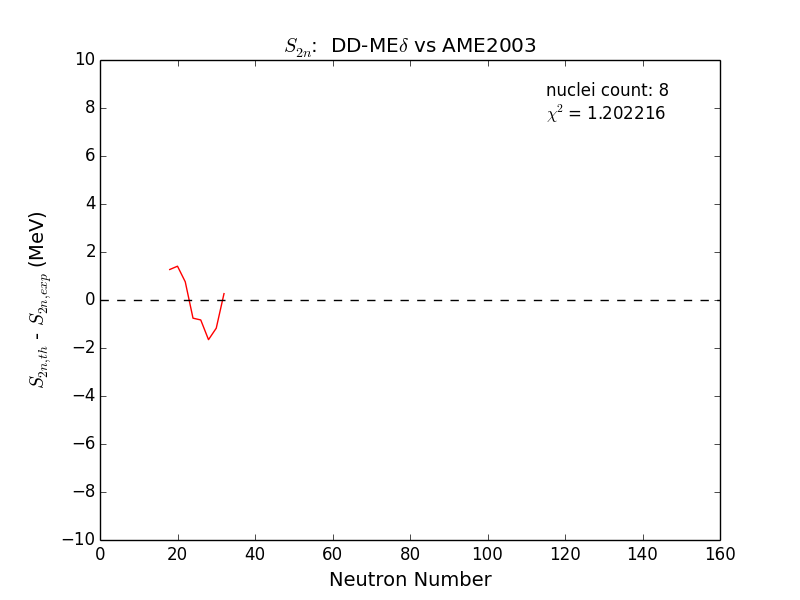 S2n: DD-MEδ vs AME2003
nuclei count: 8
χ² = 1.202216
10
8
6
4
2
0
−2
−4
−6
−8
−10
S2n,th - S2n,exp (MeV)
0 20 40 60 80 100 120 140 160
Neutron Number